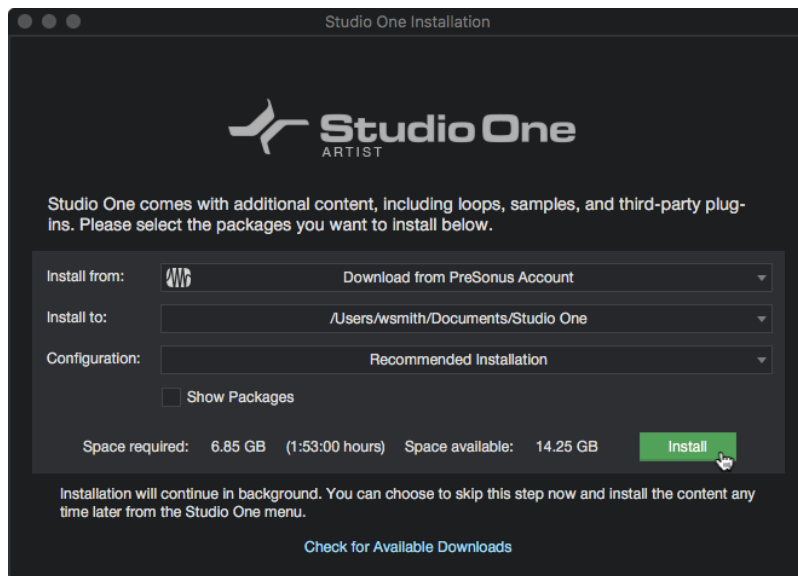 Studio One Installation
Studio One
ARTIST
Studio One comes with additional content, including loops, samples, and third-party plug-
ins. Please select the packages you want to install below.
Install from: Download from PreSonus Account
Install to: /Users/wsmith/Documents/Studio One
Configuration: Recommended Installation
Show Packages
Space required: 6.85 GB (1:53:00 hours) Space available: 14.25 GB Install
Installation will continue in background. You can choose to skip this step now and install the content any
time later from the Studio One menu.
Check for Available Downloads